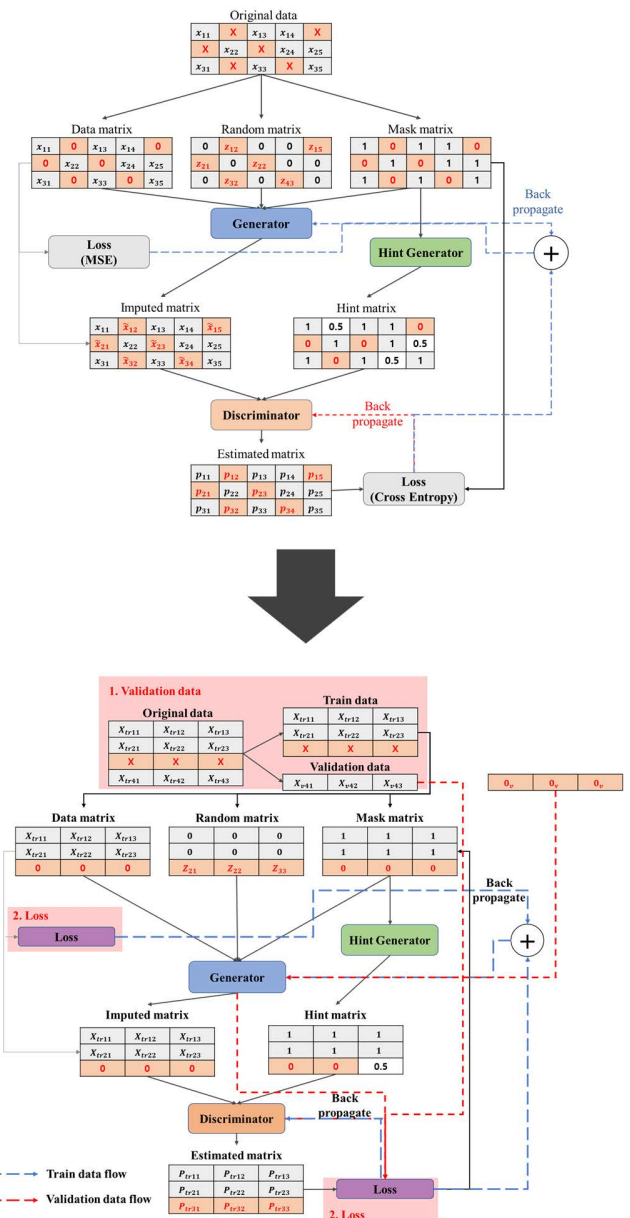 Original data
x11 X x13 x14 X
X x22 X x24 x25
x31 X x33 X x35
Data matrix
x11 0 x13 x14 0
0 x22 0 x24 x25
x31 0 x33 0 x35
Random matrix
0 z12 0 0 z15
z21 0 z22 0 0
0 z32 0 z43 0
Mask matrix
1 0 1 1 0
0 1 0 1 1
1 0 1 0 1
Back
propagate
Generator
Loss
(MSE)
Hint Generator
+
Imputed matrix
x11 x̂12 x13 x14 x̂15
x̂21 x22 x̂23 x24 x25
x31 x̂32 x33 x̂34 x35
Hint matrix
1 0.5 1 1 0
0 1 0 1 0.5
1 0 1 0.5 1
Discriminator
Back
propagate
Estimated matrix
p11 p12 p13 p14 p15
p21 p22 p23 p24 p25
p31 p32 p33 p34 p35
Loss
(Cross Entropy)
1. Validation data
Original data
Xtr11 Xtr12 Xtr13
Xtr21 Xtr22 Xtr23
X X X
Xtr41 Xtr42 Xtr43
Train data
Xtr11 Xtr12 Xtr13
Xtr21 Xtr22 Xtr23
X X X
Validation data
Xv41 Xv42 Xv43
0v 0v 0v
Data matrix
Xtr11 Xtr12 Xtr13
Xtr21 Xtr22 Xtr23
0 0 0
Random matrix
0 0 0
0 0 0
Z21 Z22 Z33
Mask matrix
1 1 1
1 1 1
0 0 0
Back
propagate
2. Loss
Loss
Hint Generator
+
Generator
Imputed matrix
Xtr11 Xtr12 Xtr13
Xtr21 Xtr22 Xtr23
0 0 0
Hint matrix
1 1 1
1 1 1
0 0 0.5
Back
propagate
Discriminator
Estimated matrix
Ptr11 Ptr12 Ptr13
Ptr21 Ptr22 Ptr23
Ptr31 Ptr32 Ptr33
Loss
2. Loss
Train data flow
Validation data flow